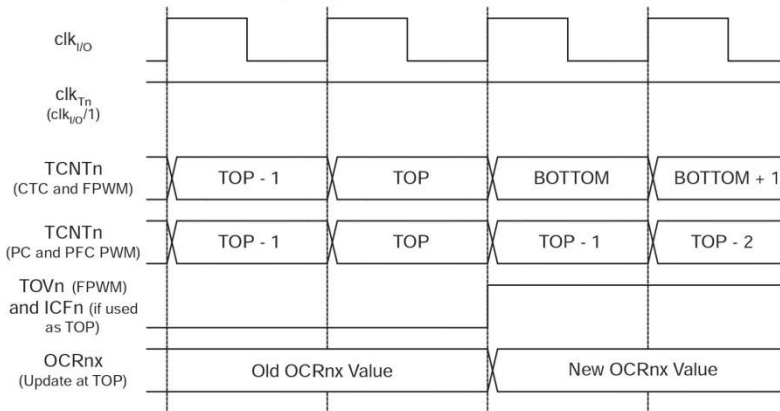 clkI/O
clkTn
(clkI/O/1)
TCNTn
(CTC and FPWM)
TOP - 1
TOP
BOTTOM
BOTTOM + 1
TCNTn
(PC and PFC PWM)
TOP - 1
TOP
TOP - 1
TOP - 2
TOVn (FPWM)
and ICFn (if used
as TOP)
OCRnx
(Update at TOP)
Old OCRnx Value
New OCRnx Value